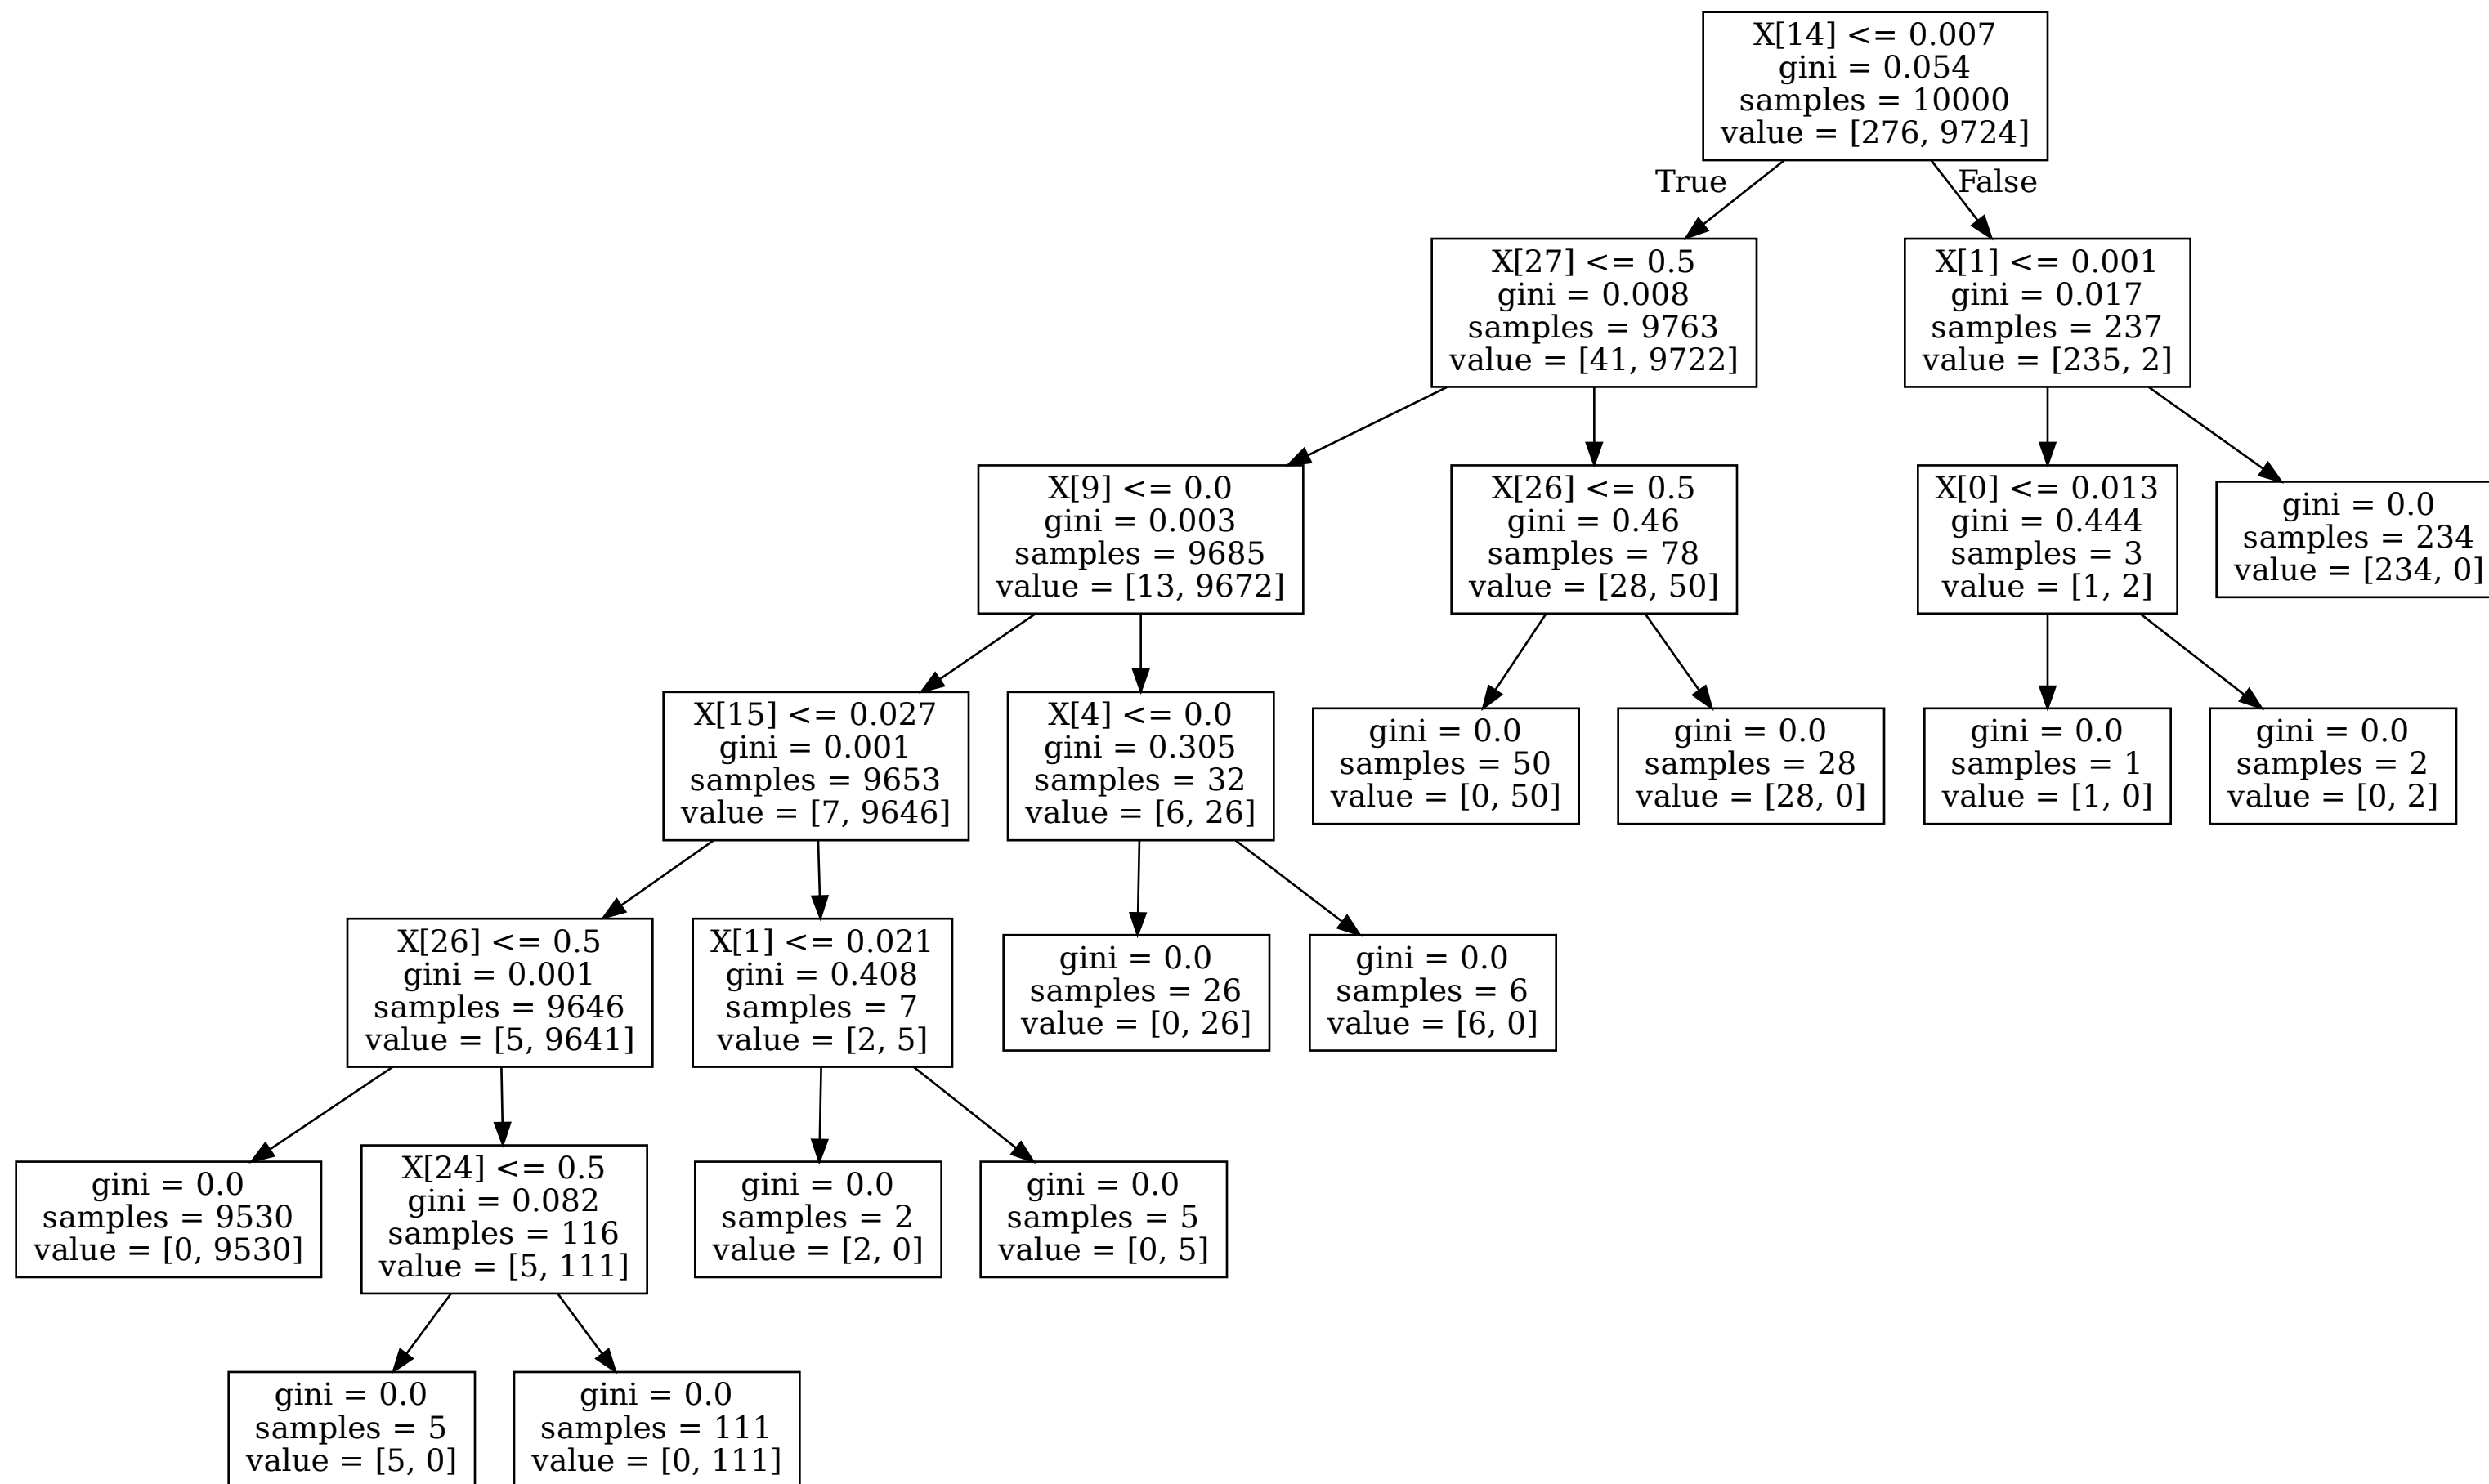 X[14] <= 0.007
gini = 0.054
samples = 10000
value = [276, 9724]
True
False
X[27] <= 0.5
gini = 0.008
samples = 9763
value = [41, 9722]
X[1] <= 0.001
gini = 0.017
samples = 237
value = [235, 2]
X[9] <= 0.0
gini = 0.003
samples = 9685
value = [13, 9672]
X[26] <= 0.5
gini = 0.46
samples = 78
value = [28, 50]
X[0] <= 0.013
gini = 0.444
samples = 3
value = [1, 2]
gini = 0.0
samples = 234
value = [234, 0]
X[15] <= 0.027
gini = 0.001
samples = 9653
value = [7, 9646]
X[4] <= 0.0
gini = 0.305
samples = 32
value = [6, 26]
gini = 0.0
samples = 50
value = [0, 50]
gini = 0.0
samples = 28
value = [28, 0]
gini = 0.0
samples = 1
value = [1, 0]
gini = 0.0
samples = 2
value = [0, 2]
X[26] <= 0.5
gini = 0.001
samples = 9646
value = [5, 9641]
X[1] <= 0.021
gini = 0.408
samples = 7
value = [2, 5]
gini = 0.0
samples = 26
value = [0, 26]
gini = 0.0
samples = 6
value = [6, 0]
gini = 0.0
samples = 9530
value = [0, 9530]
X[24] <= 0.5
gini = 0.082
samples = 116
value = [5, 111]
gini = 0.0
samples = 2
value = [2, 0]
gini = 0.0
samples = 5
value = [0, 5]
gini = 0.0
samples = 5
value = [5, 0]
gini = 0.0
samples = 111
value = [0, 111]